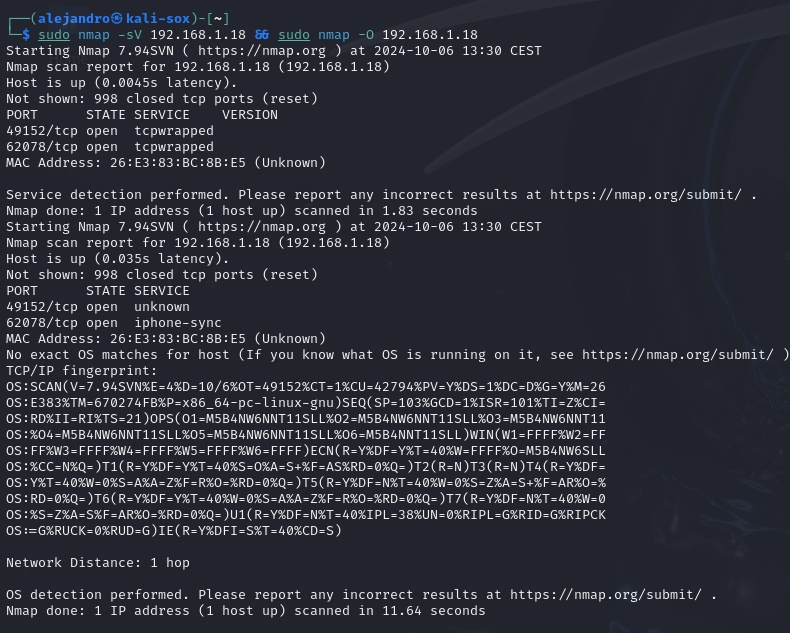 ┌──(alejandro㉿kali-sox)-[~]
└─$ sudo nmap -sV 192.168.1.18 && sudo nmap -O 192.168.1.18
Starting Nmap 7.94SVN ( https://nmap.org ) at 2024-10-06 13:30 CEST
Nmap scan report for 192.168.1.18 (192.168.1.18)
Host is up (0.0045s latency).
Not shown: 998 closed tcp ports (reset)
PORT      STATE SERVICE    VERSION
49152/tcp open  tcpwrapped
62078/tcp open  tcpwrapped
MAC Address: 26:E3:83:BC:8B:E5 (Unknown)

Service detection performed. Please report any incorrect results at https://nmap.org/submit/ .
Nmap done: 1 IP address (1 host up) scanned in 1.83 seconds
Starting Nmap 7.94SVN ( https://nmap.org ) at 2024-10-06 13:30 CEST
Nmap scan report for 192.168.1.18 (192.168.1.18)
Host is up (0.035s latency).
Not shown: 998 closed tcp ports (reset)
PORT      STATE SERVICE
49152/tcp open  unknown
62078/tcp open  iphone-sync
MAC Address: 26:E3:83:BC:8B:E5 (Unknown)
No exact OS matches for host (If you know what OS is running on it, see https://nmap.org/submit/ )
TCP/IP fingerprint:
OS:SCAN(V=7.94SVN%E=4%D=10/6%OT=49152%CT=1%CU=42794%PV=Y%DS=1%DC=D%G=Y%M=26
OS:E383%TM=670274FB%P=x86_64-pc-linux-gnu)SEQ(SP=103%GCD=1%ISR=101%TI=Z%CI=
OS:RD%II=RI%TS=21)OPS(O1=M5B4NW6NNT11SLL%O2=M5B4NW6NNT11SLL%O3=M5B4NW6NNT11
OS:%O4=M5B4NW6NNT11SLL%O5=M5B4NW6NNT11SLL%O6=M5B4NNT11SLL)WIN(W1=FFFF%W2=FF
OS:FF%W3=FFFF%W4=FFFF%W5=FFFF%W6=FFFF)ECN(R=Y%DF=Y%T=40%W=FFFF%O=M5B4NW6SLL
OS:%CC=N%Q=)T1(R=Y%DF=Y%T=40%S=O%A=S+%F=AS%RD=0%Q=)T2(R=N)T3(R=N)T4(R=Y%DF=
OS:Y%T=40%W=0%S=A%A=Z%F=R%O=%RD=0%Q=)T5(R=Y%DF=N%T=40%W=0%S=Z%A=S+%F=AR%O=%
OS:RD=0%Q=)T6(R=Y%DF=Y%T=40%W=0%S=A%A=Z%F=R%O=%RD=0%Q=)T7(R=Y%DF=N%T=40%W=0
OS:%S=Z%A=S%F=AR%O=%RD=0%Q=)U1(R=Y%DF=N%T=40%IPL=38%UN=0%RIPL=G%RID=G%RIPCK
OS:=G%RUCK=0%RUD=G)IE(R=Y%DFI=S%T=40%CD=S)

Network Distance: 1 hop

OS detection performed. Please report any incorrect results at https://nmap.org/submit/ .
Nmap done: 1 IP address (1 host up) scanned in 11.64 seconds